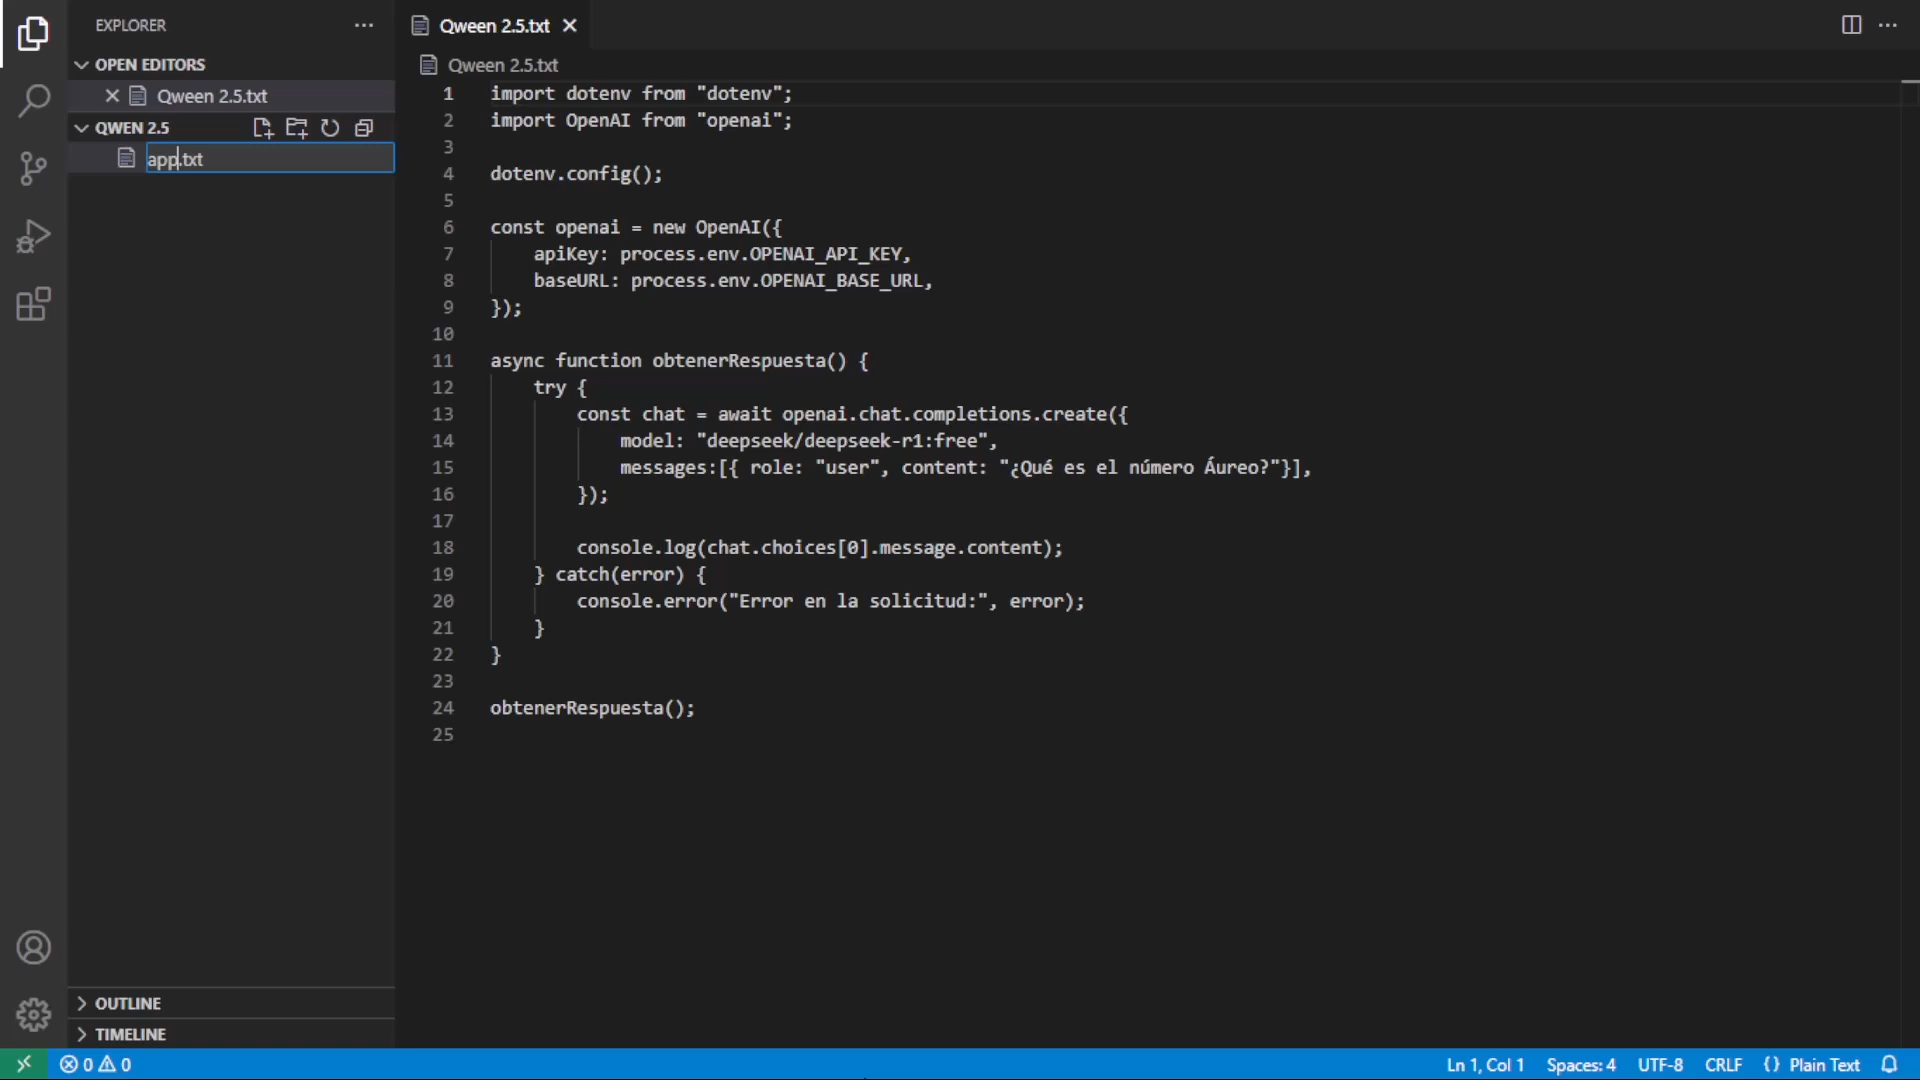 EXPLORER
OPEN EDITORS
Qween 2.5.txt
QWEN 2.5
app.txt
Qween 2.5.txt
Qween 2.5.txt
1 import dotenv from "dotenv";
2 import OpenAI from "openai";
3
4 dotenv.config();
5
6 const openai = new OpenAI({
7 apiKey: process.env.OPENAI_API_KEY,
8 baseURL: process.env.OPENAI_BASE_URL,
9 });
10
11 async function obtenerRespuesta() {
12 try {
13 const chat = await openai.chat.completions.create({
14 model: "deepseek/deepseek-r1:free",
15 messages:[{ role: "user", content: "¿Qué es el número Áureo?"}],
16 });
17
18 console.log(chat.choices[0].message.content);
19 } catch(error) {
20 console.error("Error en la solicitud:", error);
21 }
22 }
23
24 obtenerRespuesta();
25
OUTLINE
TIMELINE
0 0 Ln 1, Col 1 Spaces: 4 UTF-8 CRLF {} Plain Text